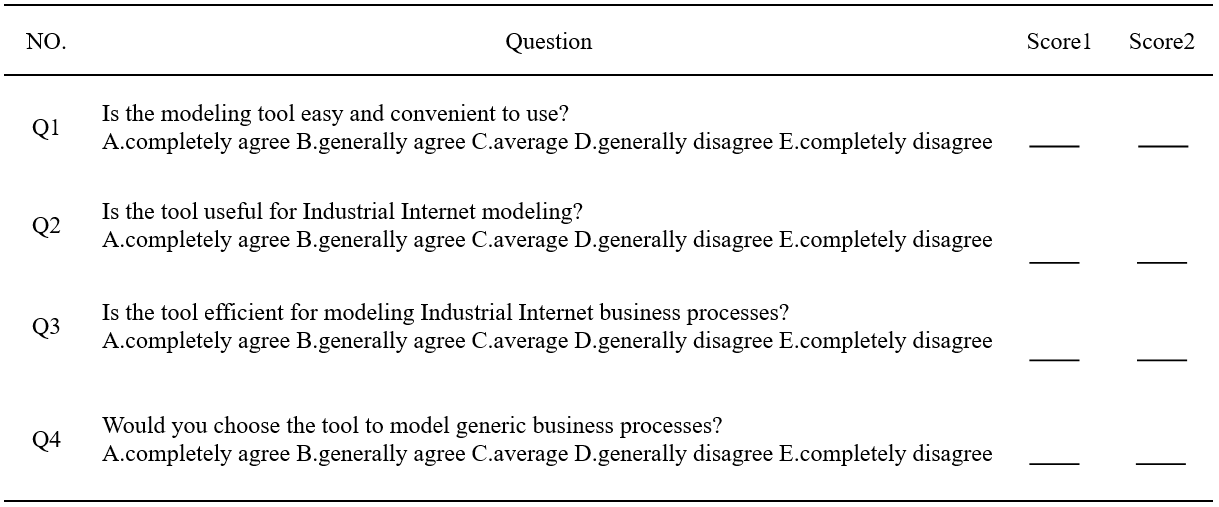 NO. Question Score1 Score2
Q1
Is the modeling tool easy and convenient to use?
A.completely agree B.generally agree C.average D.generally disagree E.completely disagree
Q2
Is the tool useful for Industrial Internet modeling?
A.completely agree B.generally agree C.average D.generally disagree E.completely disagree
Q3
Is the tool efficient for modeling Industrial Internet business processes?
A.completely agree B.generally agree C.average D.generally disagree E.completely disagree
Q4
Would you choose the tool to model generic business processes?
A.completely agree B.generally agree C.average D.generally disagree E.completely disagree